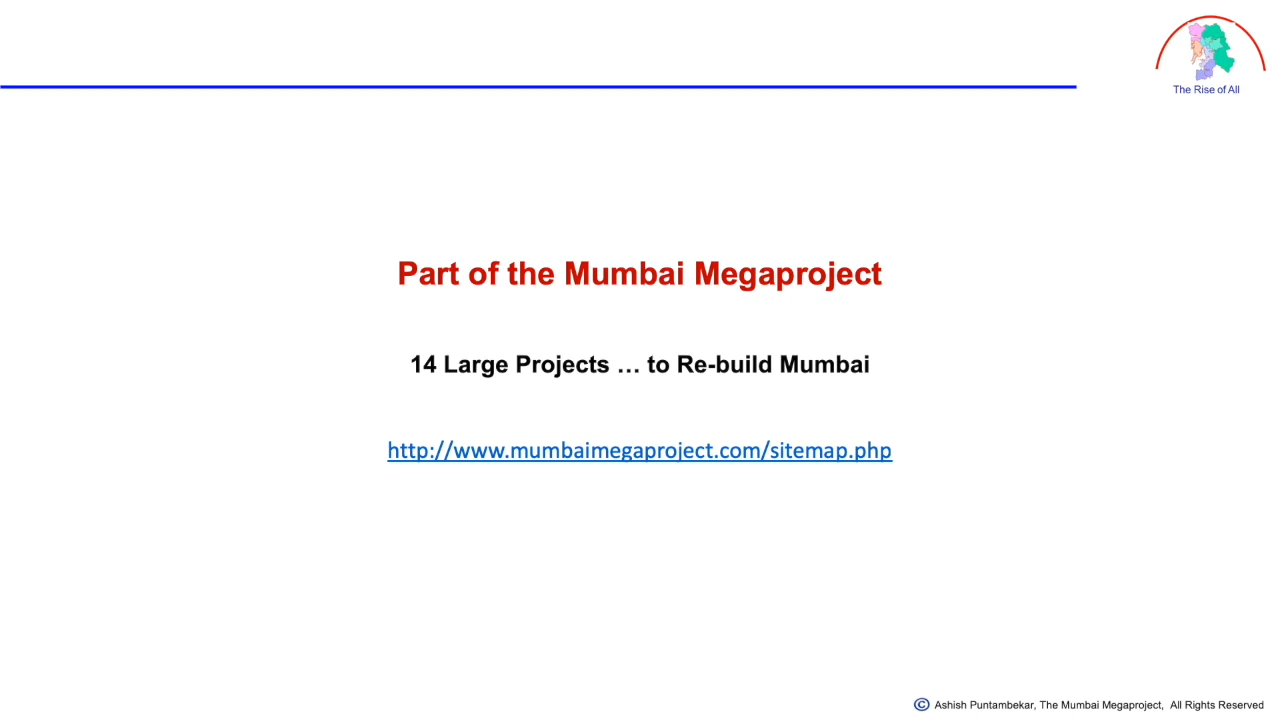 The Rise of All
Part of the Mumbai Megaproject
14 Large Projects … to Re-build Mumbai
http://www.mumbaimegaproject.com/sitemap.php
© Ashish Puntambekar, The Mumbai Megaproject, All Rights Reserved